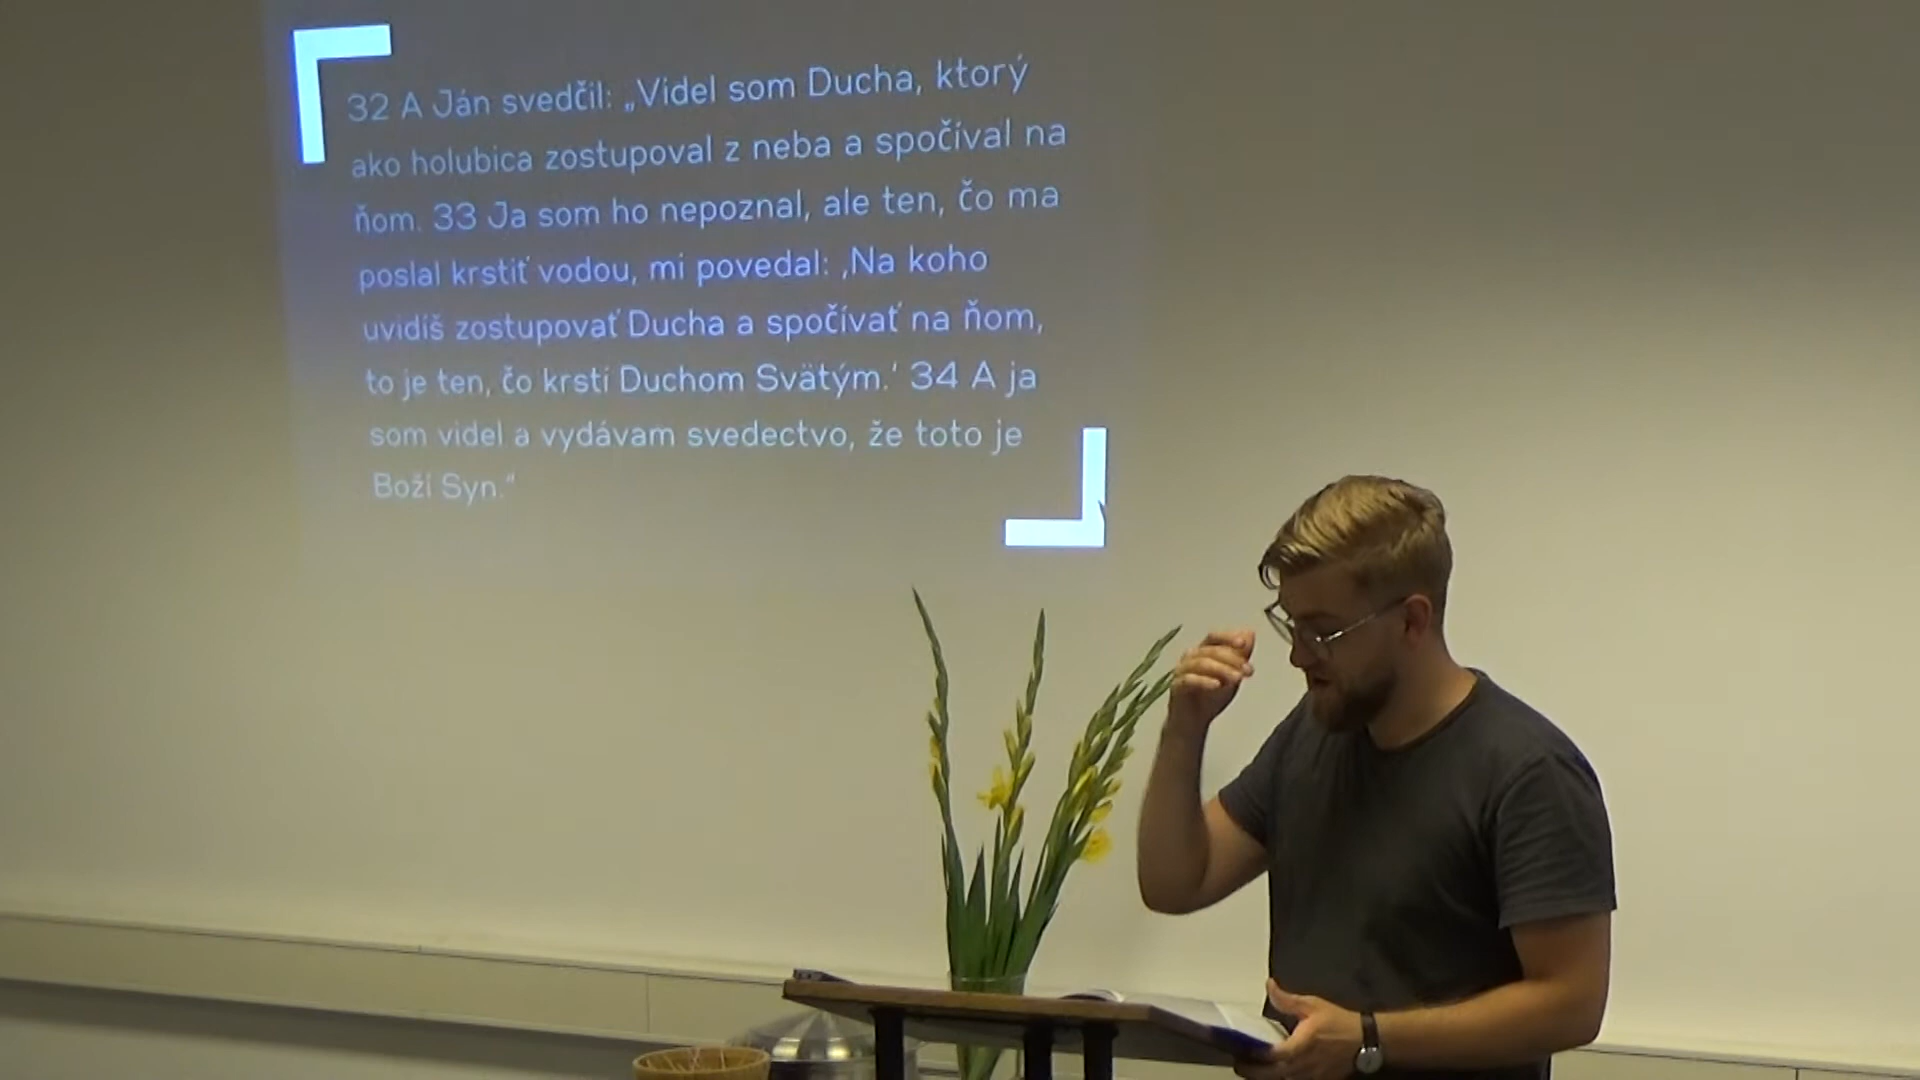 32 A Ján svedčil: „Videl som Ducha, ktorý
ako holubica zostupoval z neba a spočíval na
ňom. 33 Ja som ho nepoznal, ale ten, čo ma
poslal krstiť vodou, mi povedal: ‚Na koho
uvidíš zostupovať Ducha a spočívať na ňom,
to je ten, čo krstí Duchom Svätým.‘ 34 A ja
som videl a vydávam svedectvo, že toto je
Boží Syn.“